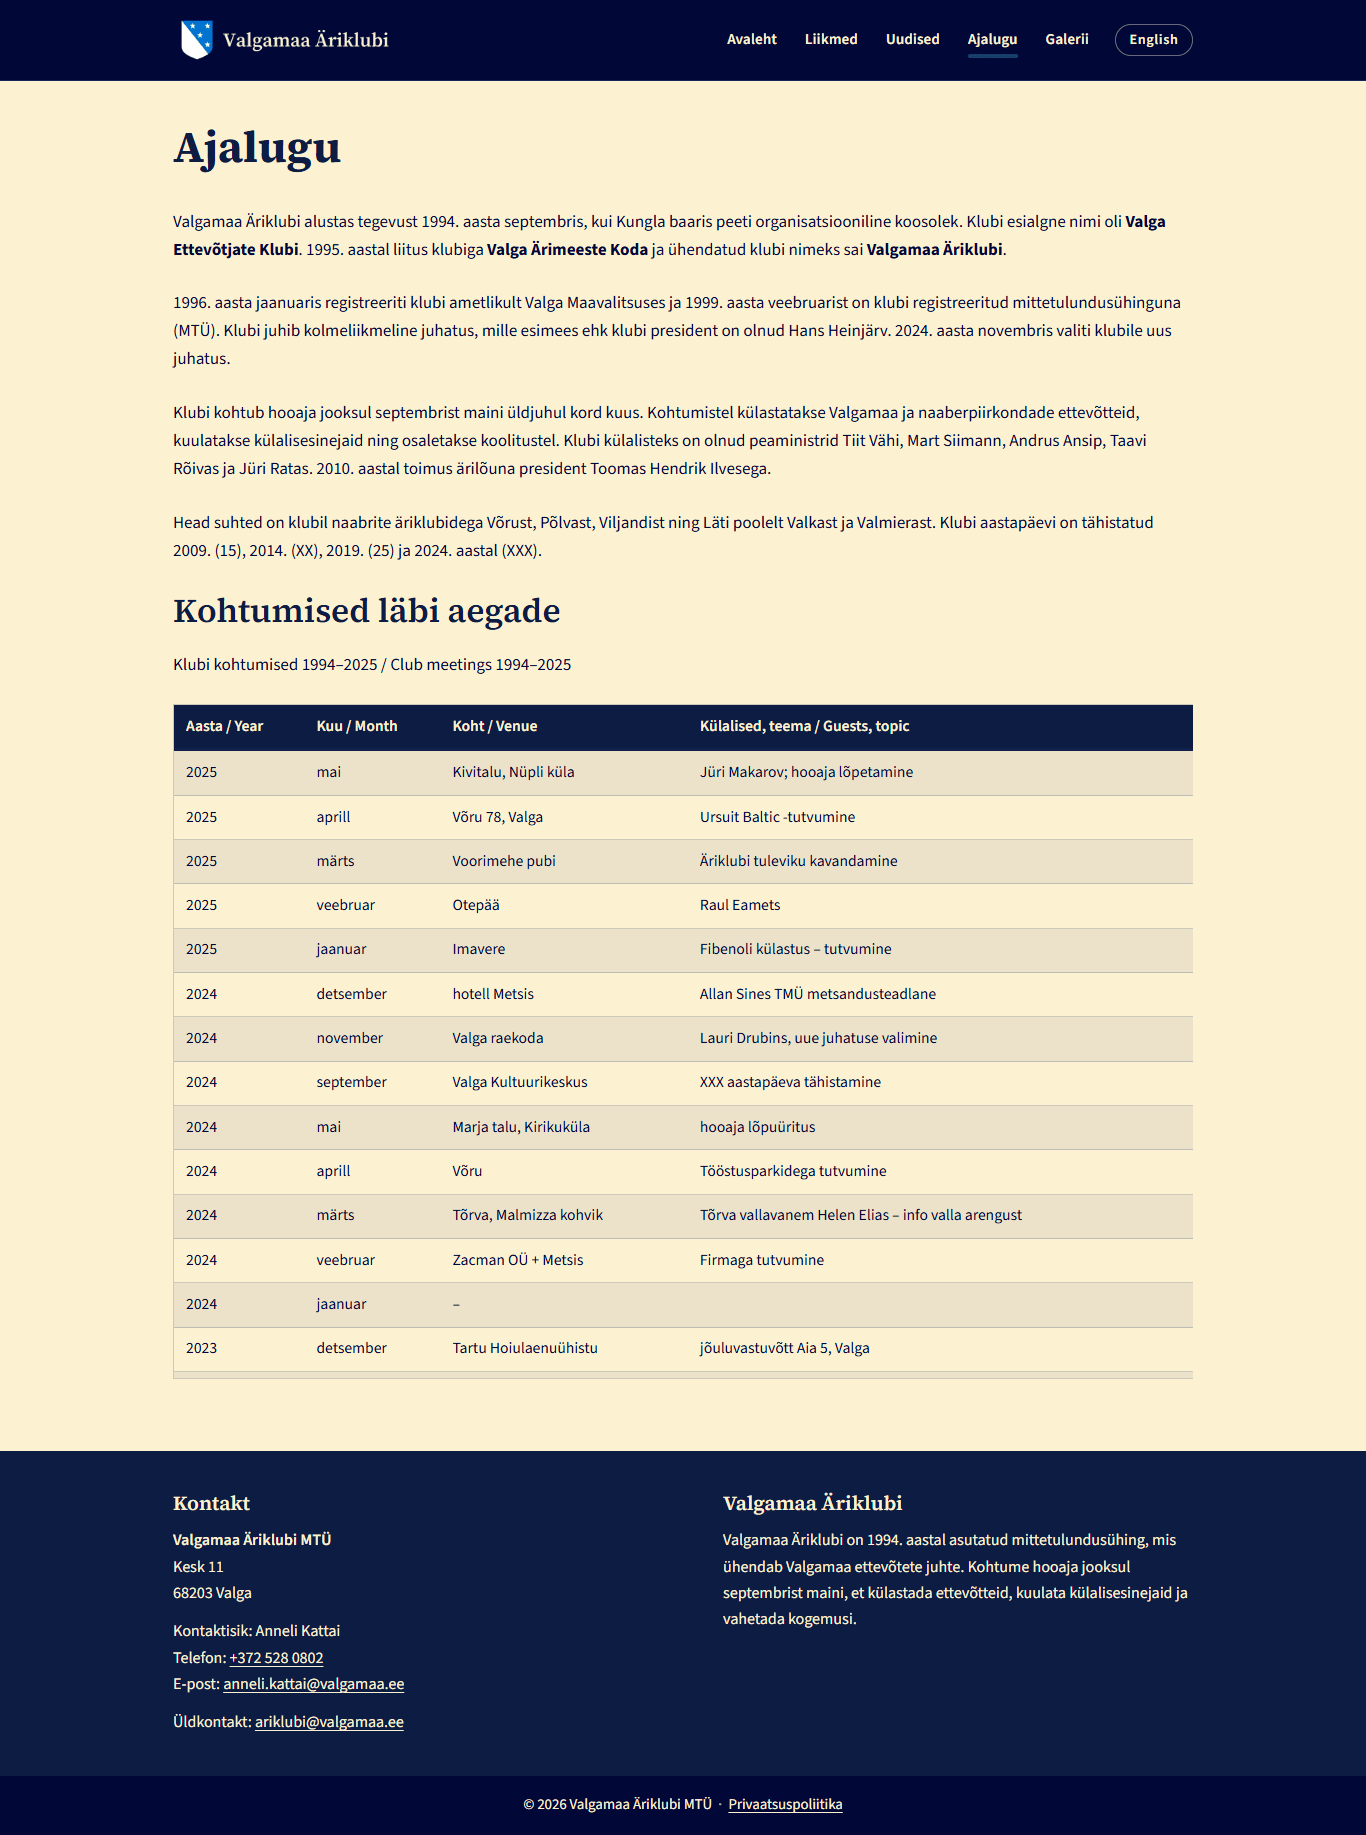 Valgamaa Äriklubi
Avaleht Liikmed Uudised Ajalugu Galerii English
Ajalugu
Valgamaa Äriklubi alustas tegevust 1994. aasta septembris, kui Kungla baaris peeti organisatsiooniline koosolek. Klubi esialgne nimi oli Valga
Ettevõtjate Klubi. 1995. aastal liitus klubiga Valga Ärimeeste Koda ja ühendatud klubi nimeks sai Valgamaa Äriklubi.
1996. aasta jaanuaris registreeriti klubi ametlikult Valga Maavalitsuses ja 1999. aasta veebruarist on klubi registreeritud mittetulundusühinguna
(MTÜ). Klubi juhib kolmeliikmeline juhatus, mille esimees ehk klubi president on olnud Hans Heinjärv. 2024. aasta novembris valiti klubile uus
juhatus.
Klubi kohtub hooaja jooksul septembrist maini üldjuhul kord kuus. Kohtumistel külastatakse Valgamaa ja naaberpiirkondade ettevõtteid,
kuulatakse külalisesinejaid ning osaletakse koolitustel. Klubi külalisteks on olnud peaministrid Tiit Vähi, Mart Siimann, Andrus Ansip, Taavi
Rõivas ja Jüri Ratas. 2010. aastal toimus ärilõuna president Toomas Hendrik Ilvesega.
Head suhted on klubil naabrite äriklubidega Võrust, Põlvast, Viljandist ning Läti poolelt Valkast ja Valmierast. Klubi aastapäevi on tähistatud
2009. (15), 2014. (XX), 2019. (25) ja 2024. aastal (XXX).
Kohtumised läbi aegade
Klubi kohtumised 1994–2025 / Club meetings 1994–2025
Aasta / Year Kuu / Month Koht / Venue Külalised, teema / Guests, topic
2025 mai Kivitalu, Nüpli küla Jüri Makarov; hooaja lõpetamine
2025 aprill Võru 78, Valga Ursuit Baltic -tutvumine
2025 märts Voorimehe pubi Äriklubi tuleviku kavandamine
2025 veebruar Otepää Raul Eamets
2025 jaanuar Imavere Fibenoli külastus – tutvumine
2024 detsember hotell Metsis Allan Sines TMÜ metsandusteadlane
2024 november Valga raekoda Lauri Drubins, uue juhatuse valimine
2024 september Valga Kultuurikeskus XXX aastapäeva tähistamine
2024 mai Marja talu, Kirikuküla hooaja lõpuüritus
2024 aprill Võru Tööstusparkidega tutvumine
2024 märts Tõrva, Malmizza kohvik Tõrva vallavanem Helen Elias – info valla arengust
2024 veebruar Zacman OÜ + Metsis Firmaga tutvumine
2024 jaanuar –
2023 detsember Tartu Hoiulaenuühistu jõuluvastuvõtt Aia 5, Valga
Kontakt
Valgamaa Äriklubi MTÜ
Kesk 11
68203 Valga
Kontaktisik: Anneli Kattai
Telefon: +372 528 0802
E-post: anneli.kattai@valgamaa.ee
Üldkontakt: ariklubi@valgamaa.ee
Valgamaa Äriklubi
Valgamaa Äriklubi on 1994. aastal asutatud mittetulundusühing, mis
ühendab Valgamaa ettevõtete juhte. Kohtume hooaja jooksul
septembrist maini, et külastada ettevõtteid, kuulata külalisesinejaid ja
vahetada kogemusi.
© 2026 Valgamaa Äriklubi MTÜ · Privaatsuspoliitika